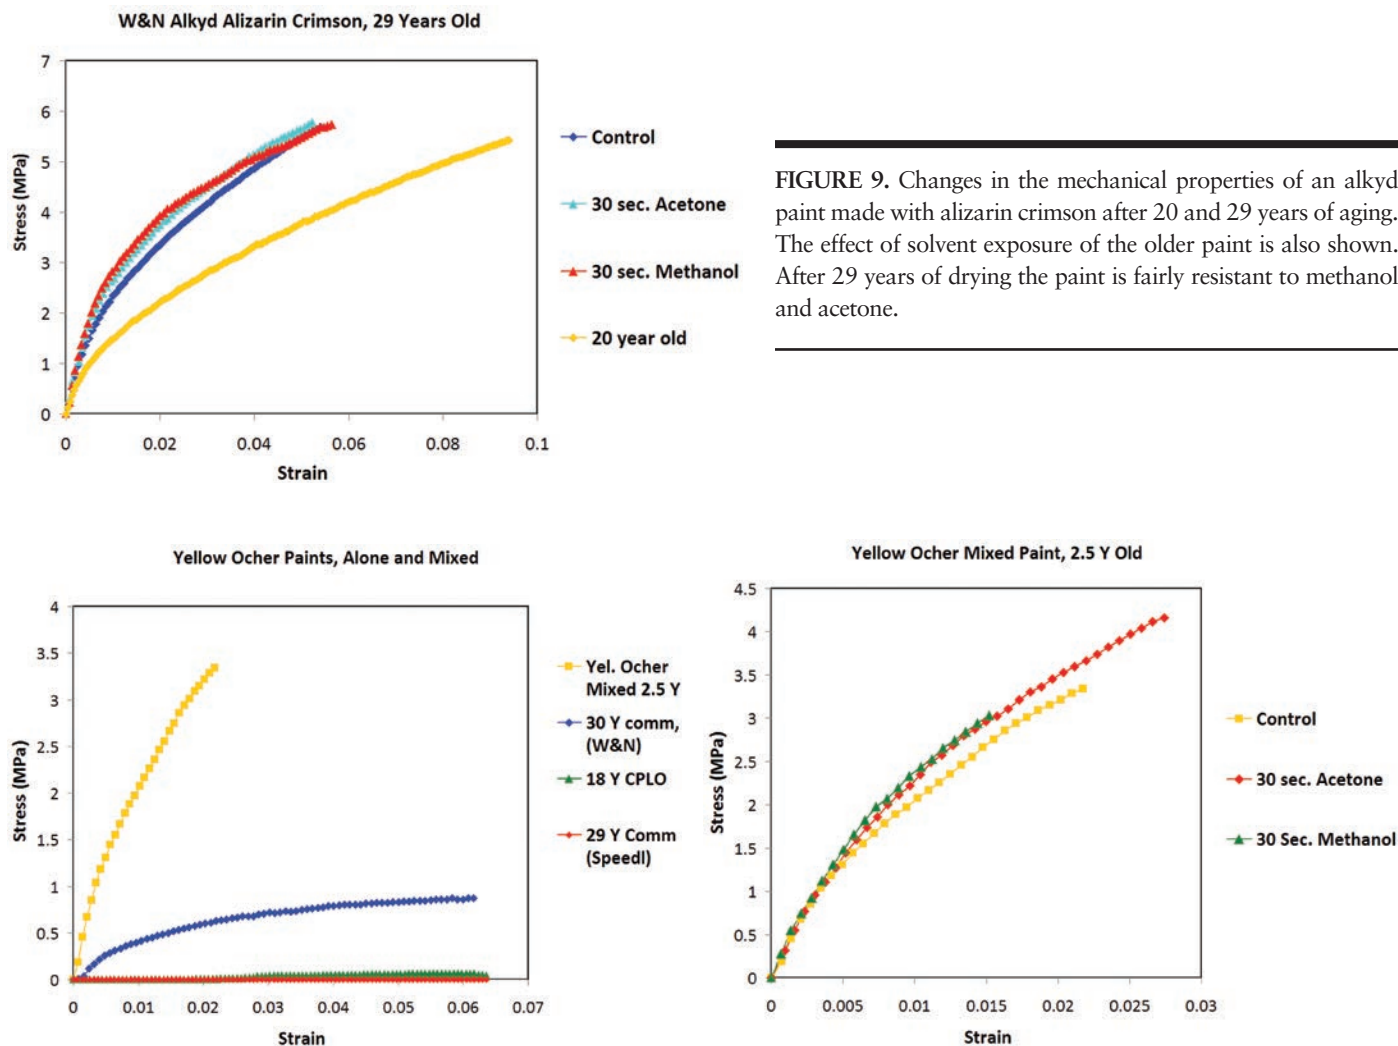 W&N Alkyd Alizarin Crimson, 29 Years Old
7
6
5
4
3
2
1
0
Stress (MPa)
0 0.02 0.04 0.06 0.08 0.1
Strain
Control
30 sec. Acetone
30 sec. Methanol
20 year old
FIGURE 9. Changes in the mechanical properties of an alkyd
paint made with alizarin crimson after 20 and 29 years of aging.
The effect of solvent exposure of the older paint is also shown.
After 29 years of drying the paint is fairly resistant to methanol
and acetone.
Yellow Ocher Paints, Alone and Mixed
4
3.5
3
2.5
2
1.5
1
0.5
0
Stress (MPa)
0 0.01 0.02 0.03 0.04 0.05 0.06 0.07
Strain
Yel. Ocher
Mixed 2.5 Y
30 Y comm,
(W&N)
18 Y CPLO
29 Y Comm
(Speedl)
Yellow Ocher Mixed Paint, 2.5 Y Old
4.5
4
3.5
3
2.5
2
1.5
1
0.5
0
Stress (MPa)
0 0.005 0.01 0.015 0.02 0.025 0.03
Strain
Control
30 sec. Acetone
30 Sec. Methanol